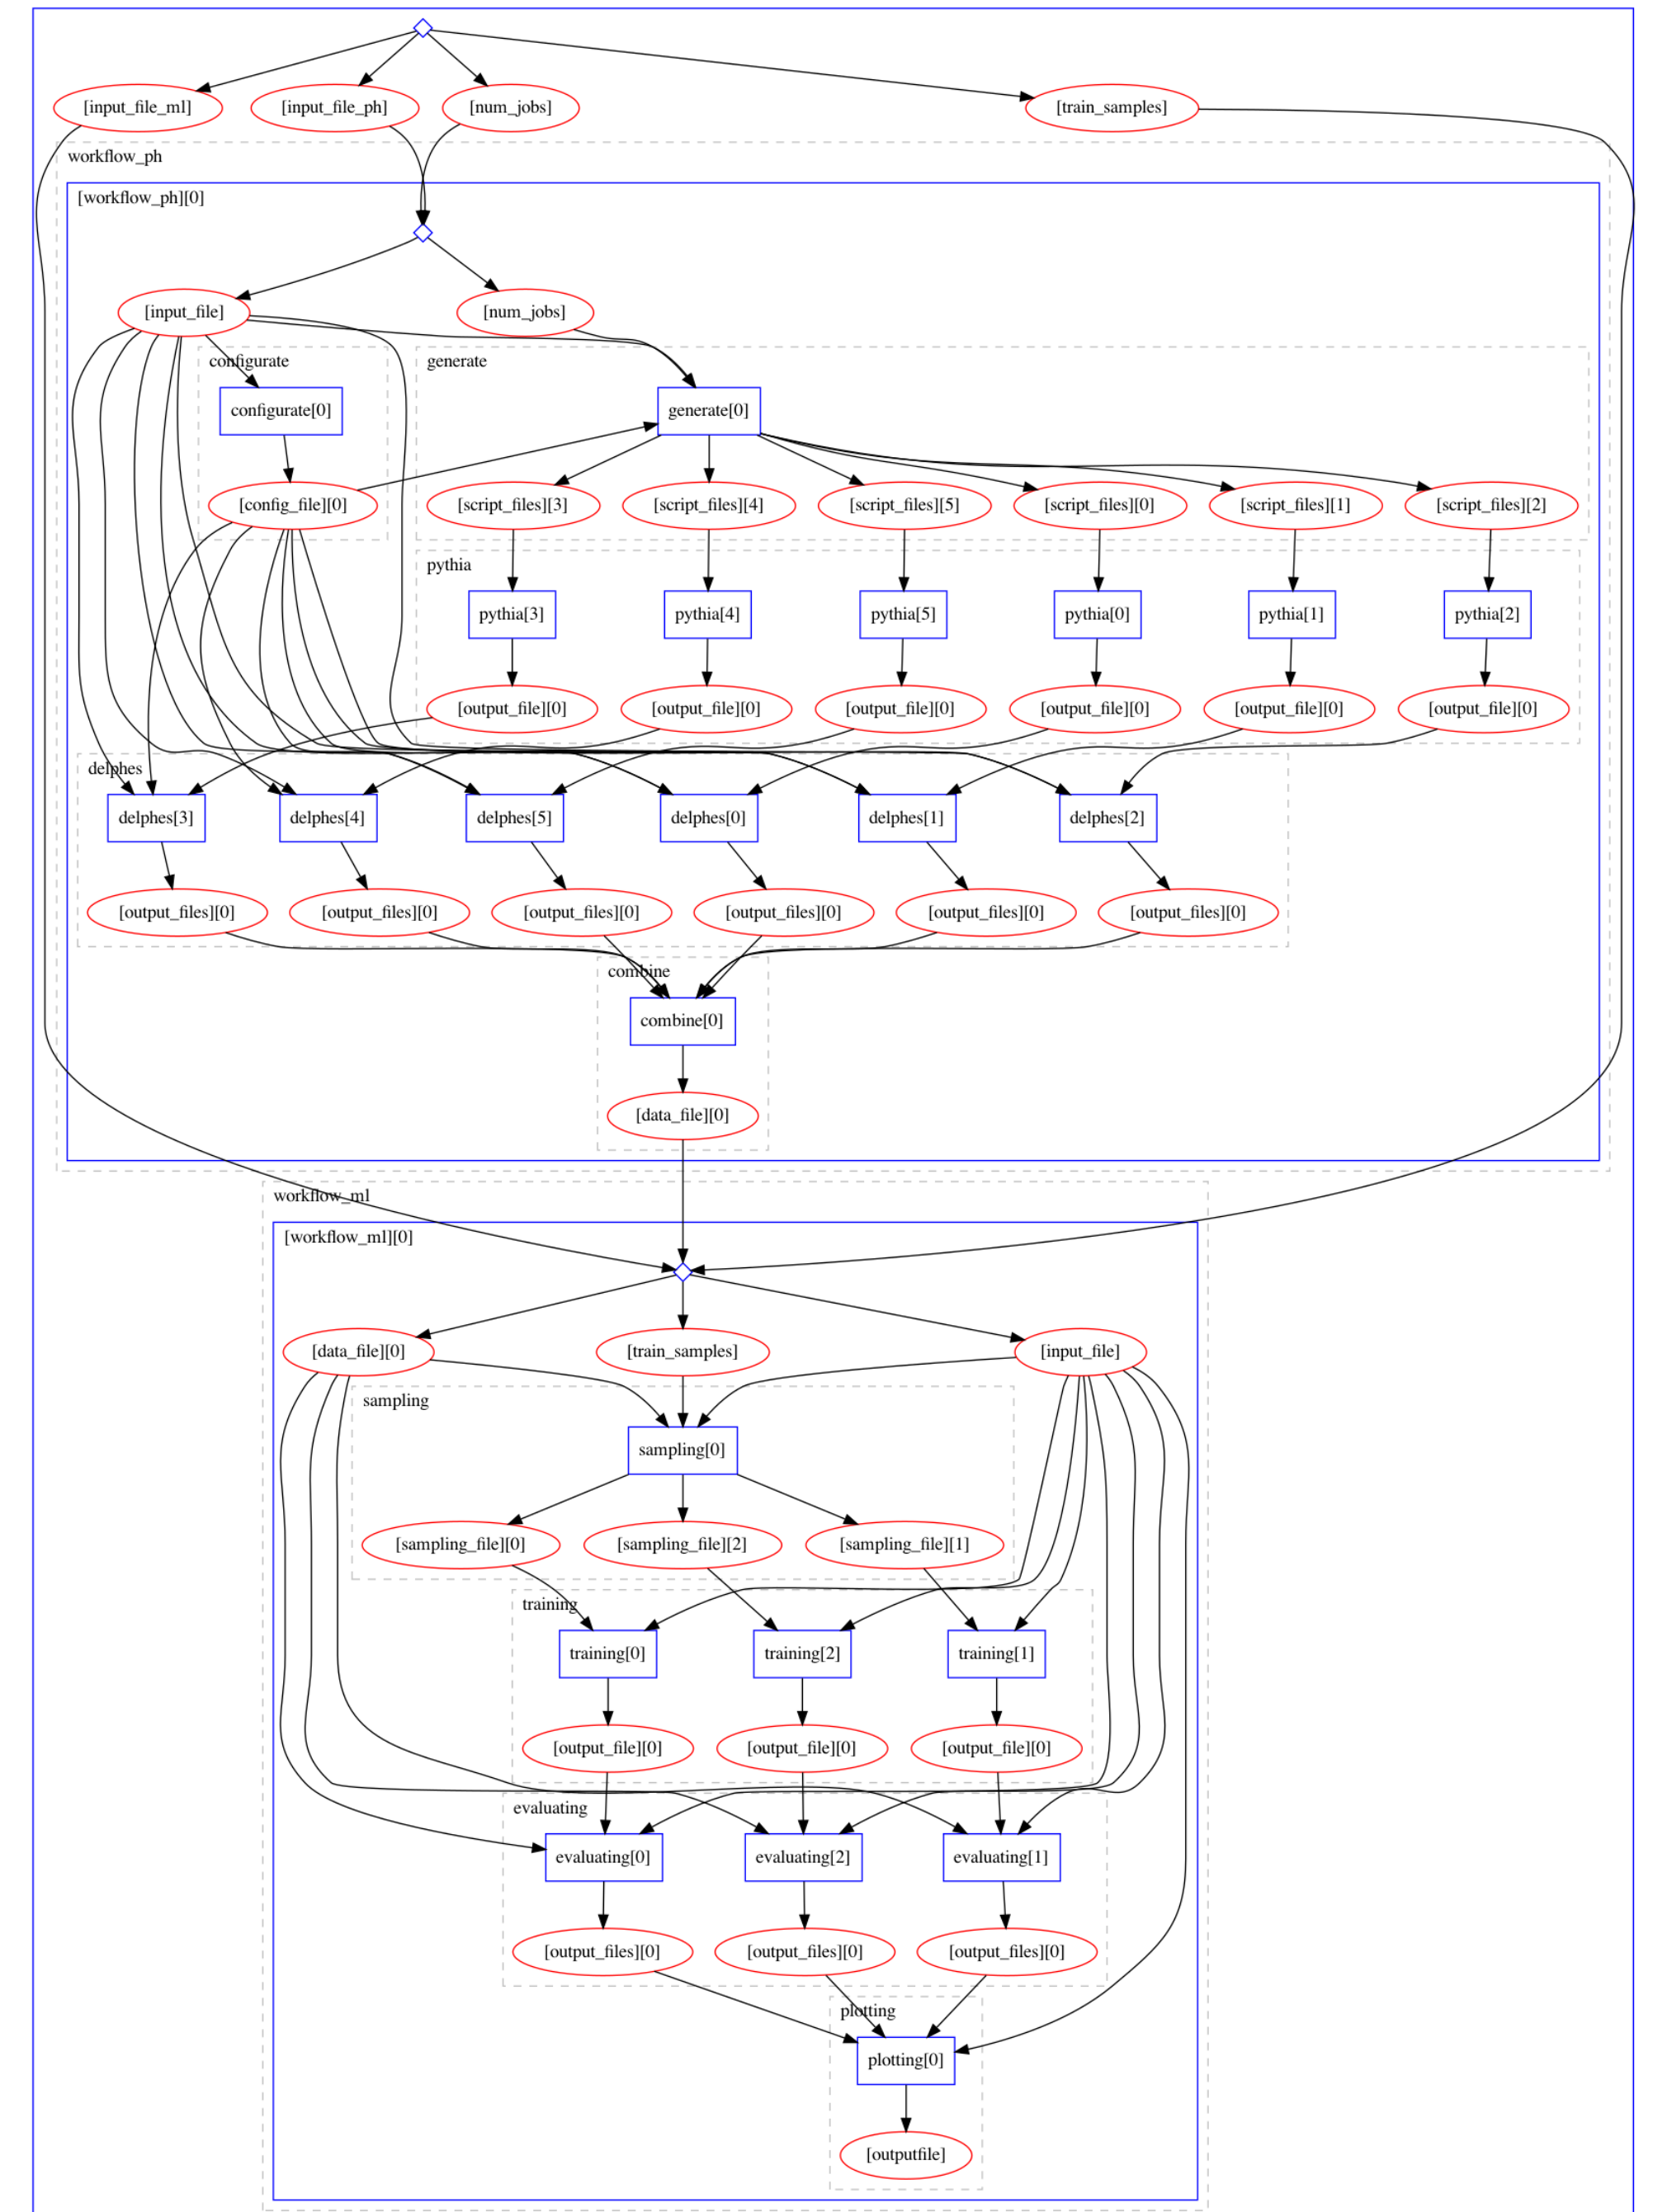 [input_file_ml]
[input_file_ph]
[num_jobs]
[train_samples]
workflow_ph
[workflow_ph][0]
[input_file]
[num_jobs]
configurate
generate
configurate[0]
generate[0]
[config_file][0]
[script_files][3]
[script_files][4]
[script_files][5]
[script_files][0]
[script_files][1]
[script_files][2]
pythia
pythia[3]
pythia[4]
pythia[5]
pythia[0]
pythia[1]
pythia[2]
[output_file][0]
[output_file][0]
[output_file][0]
[output_file][0]
[output_file][0]
[output_file][0]
delphes
delphes[3]
delphes[4]
delphes[5]
delphes[0]
delphes[1]
delphes[2]
[output_files][0]
[output_files][0]
[output_files][0]
[output_files][0]
[output_files][0]
[output_files][0]
combine
combine[0]
[data_file][0]
workflow_ml
[workflow_ml][0]
[data_file][0]
[train_samples]
[input_file]
sampling
sampling[0]
[sampling_file][0]
[sampling_file][2]
[sampling_file][1]
training
training[0]
training[2]
training[1]
[output_file][0]
[output_file][0]
[output_file][0]
evaluating
evaluating[0]
evaluating[2]
evaluating[1]
[output_files][0]
[output_files][0]
[output_files][0]
plotting
plotting[0]
[outputfile]